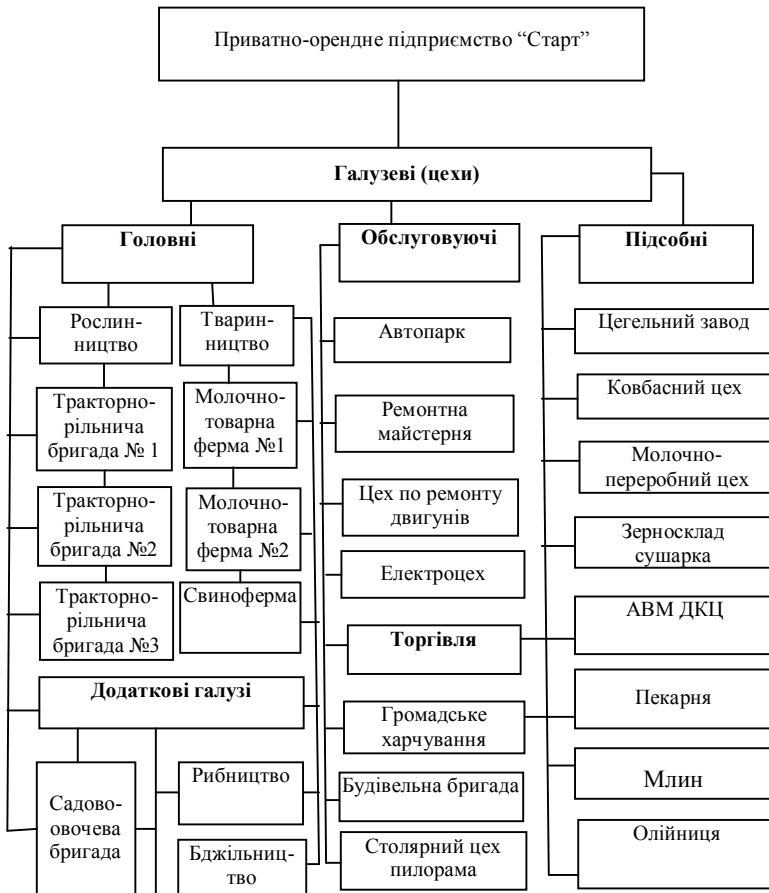 Приватно-орендне підприємство “Старт”
Галузеві (цехи)
Головні
Обслуговуючі
Підсобні
Рослин-
ництво
Тварин-
ництво
Тракторно-
рільнича
бригада № 1
Молочно-
товарна
ферма №1
Тракторно-
рільнича
бригада №2
Молочно-
товарна
ферма №2
Тракторно-
рільнича
бригада №3
Свиноферма
Додаткові галузі
Садово-
овочева
бригада
Рибництво
Бджільниц-
тво
Автопарк
Ремонтна
майстерня
Цех по ремонту
двигунів
Електроцех
Торгівля
Громадське
харчування
Будівельна бригада
Столярний цех
пилорама
Цегельний завод
Ковбасний цех
Молочно-
переробний цех
Зерносклад
сушарка
АВМ ДКЦ
Пекарня
Млин
Олійниця